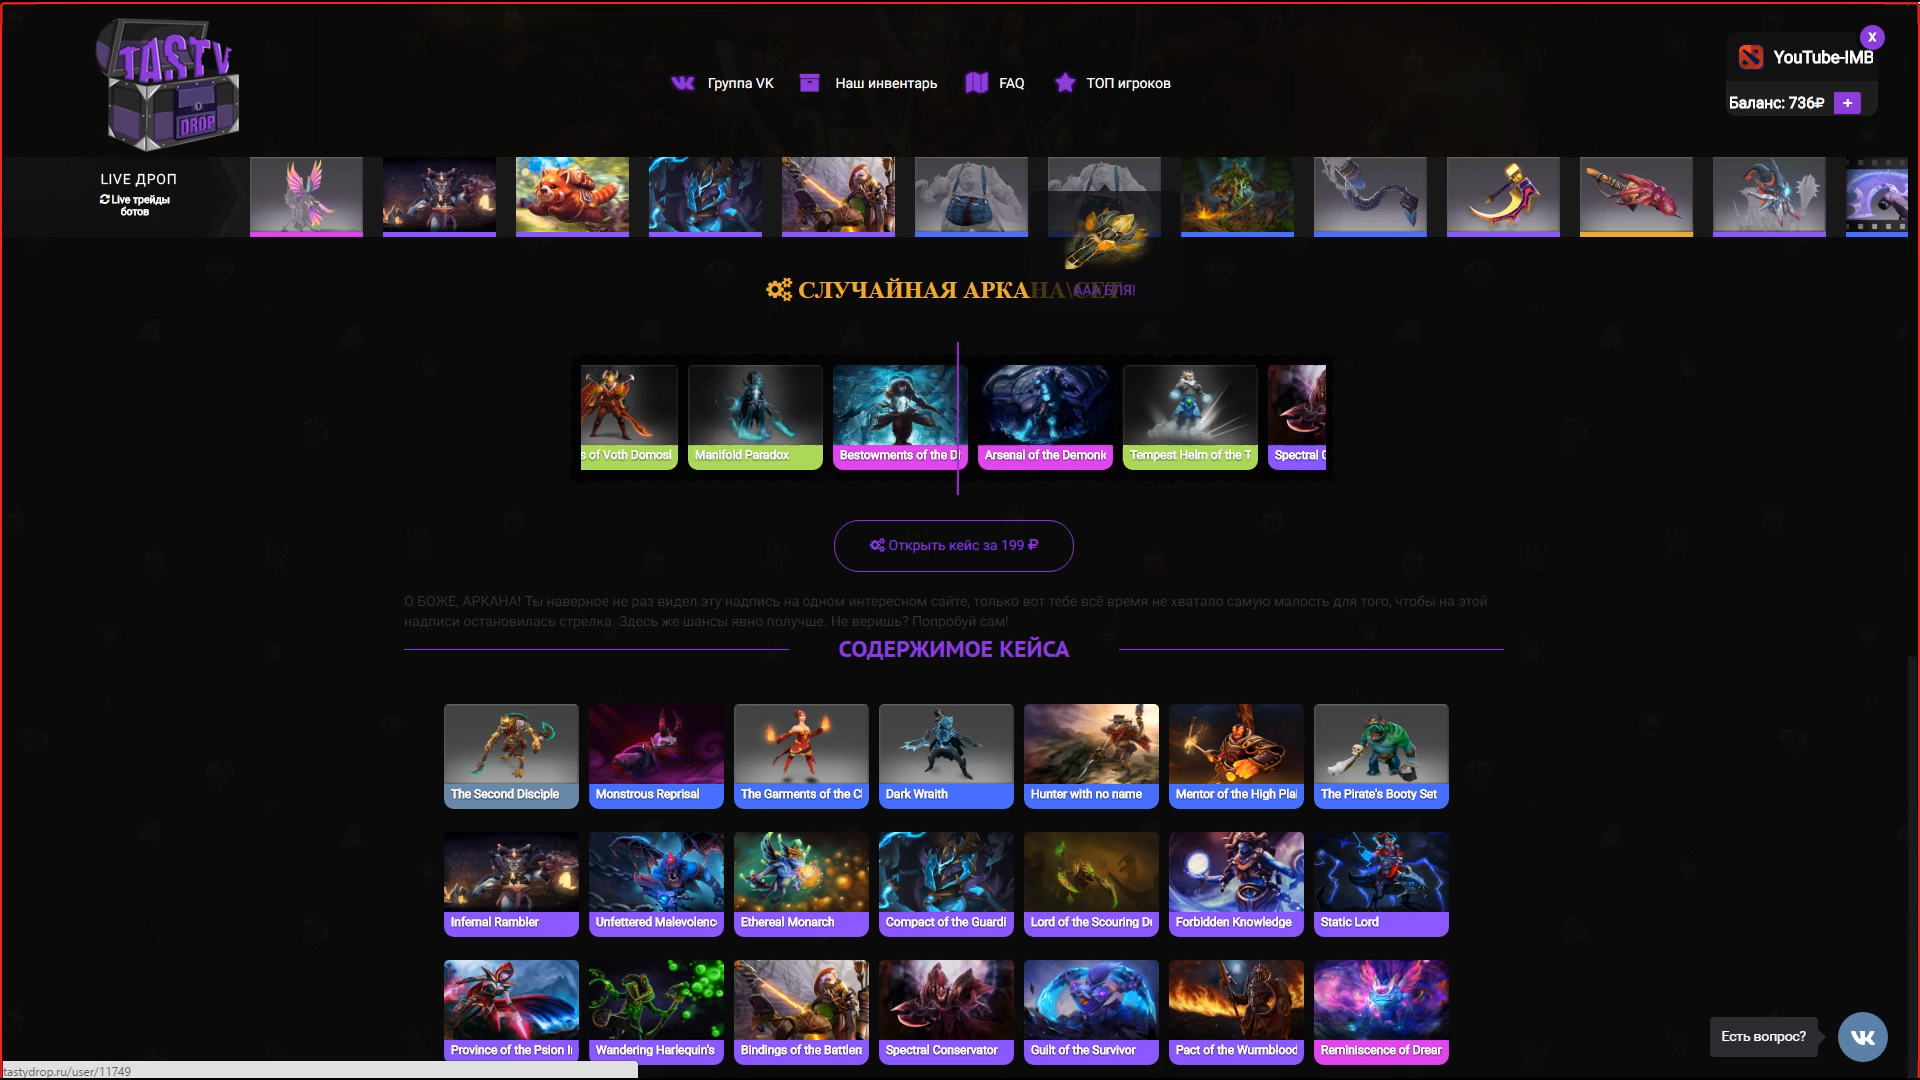 TASTY
DROP
Группа VK
Наш инвентарь
FAQ
ТОП игроков
X
YouTube-IMB
Баланс: 736₽ +
LIVE ДРОП
Live трейды
ботов
СЛУЧАЙНАЯ АРКАНА\СЕТ
ААА БЛЯ!
s of Voth Domosi
Manifold Paradox
Bestowments of the Di
Arsenal of the Demonic
Tempest Helm of the T
Spectral C
Открыть кейс за 199 ₽
О БОЖЕ, АРКАНА! Ты наверное не раз видел эту надпись на одном интересном сайте, только вот тебе всё время не хватало самую малость для того, чтобы на этой
надписи остановилась стрелка. Здесь же шансы явно получше. Не веришь? Попробуй сам!
СОДЕРЖИМОЕ КЕЙСА
The Second Disciple
Monstrous Reprisal
The Garments of the Cl
Dark Wraith
Hunter with no name
Mentor of the High Plai
The Pirate's Booty Set
Infernal Rambler
Unfettered Malevolenc
Ethereal Monarch
Compact of the Guardi
Lord of the Scouring Du
Forbidden Knowledge
Static Lord
Province of the Psion I
Wandering Harlequin's
Bindings of the Battlera
Spectral Conservator
Guilt of the Survivor
Pact of the Wurmblood
Reminiscence of Drear
Есть вопрос?
tastydrop.ru/user/11749